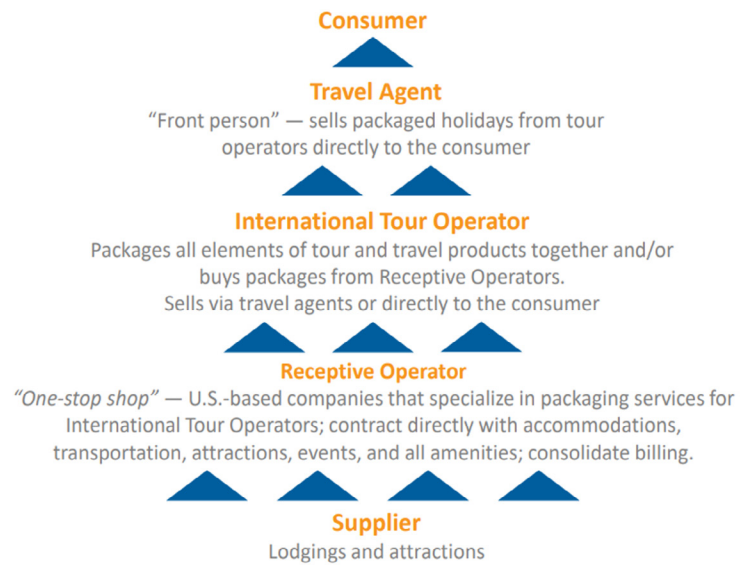 Consumer
Travel Agent
“Front person” — sells packaged holidays from tour
operators directly to the consumer
International Tour Operator
Packages all elements of tour and travel products together and/or
buys packages from Receptive Operators.
Sells via travel agents or directly to the consumer
Receptive Operator
“One-stop shop” — U.S.-based companies that specialize in packaging services for
International Tour Operators; contract directly with accommodations,
transportation, attractions, events, and all amenities; consolidate billing.
Supplier
Lodgings and attractions